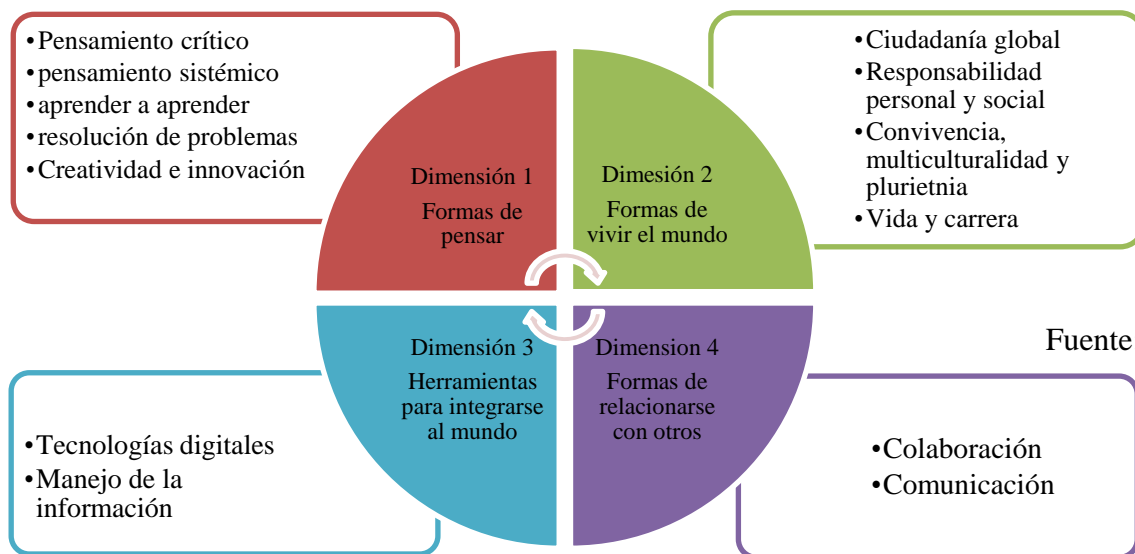 •Pensamiento crítico
•pensamiento sistémico
•aprender a aprender
•resolución de problemas
•Creatividad e innovación
Dimensión 1
Formas de
pensar
Dimesión 2
Formas de
vivir el mundo
•Ciudadanía global
•Responsabilidad
personal y social
•Convivencia,
multiculturalidad y
plurietnia
•Vida y carrera
Dimensión 3
Herramientas
para integrarse
al mundo
Dimension 4
Formas de
relacionarse
con otros
Fuente
•Tecnologías digitales
•Manejo de la
información
•Colaboración
•Comunicación